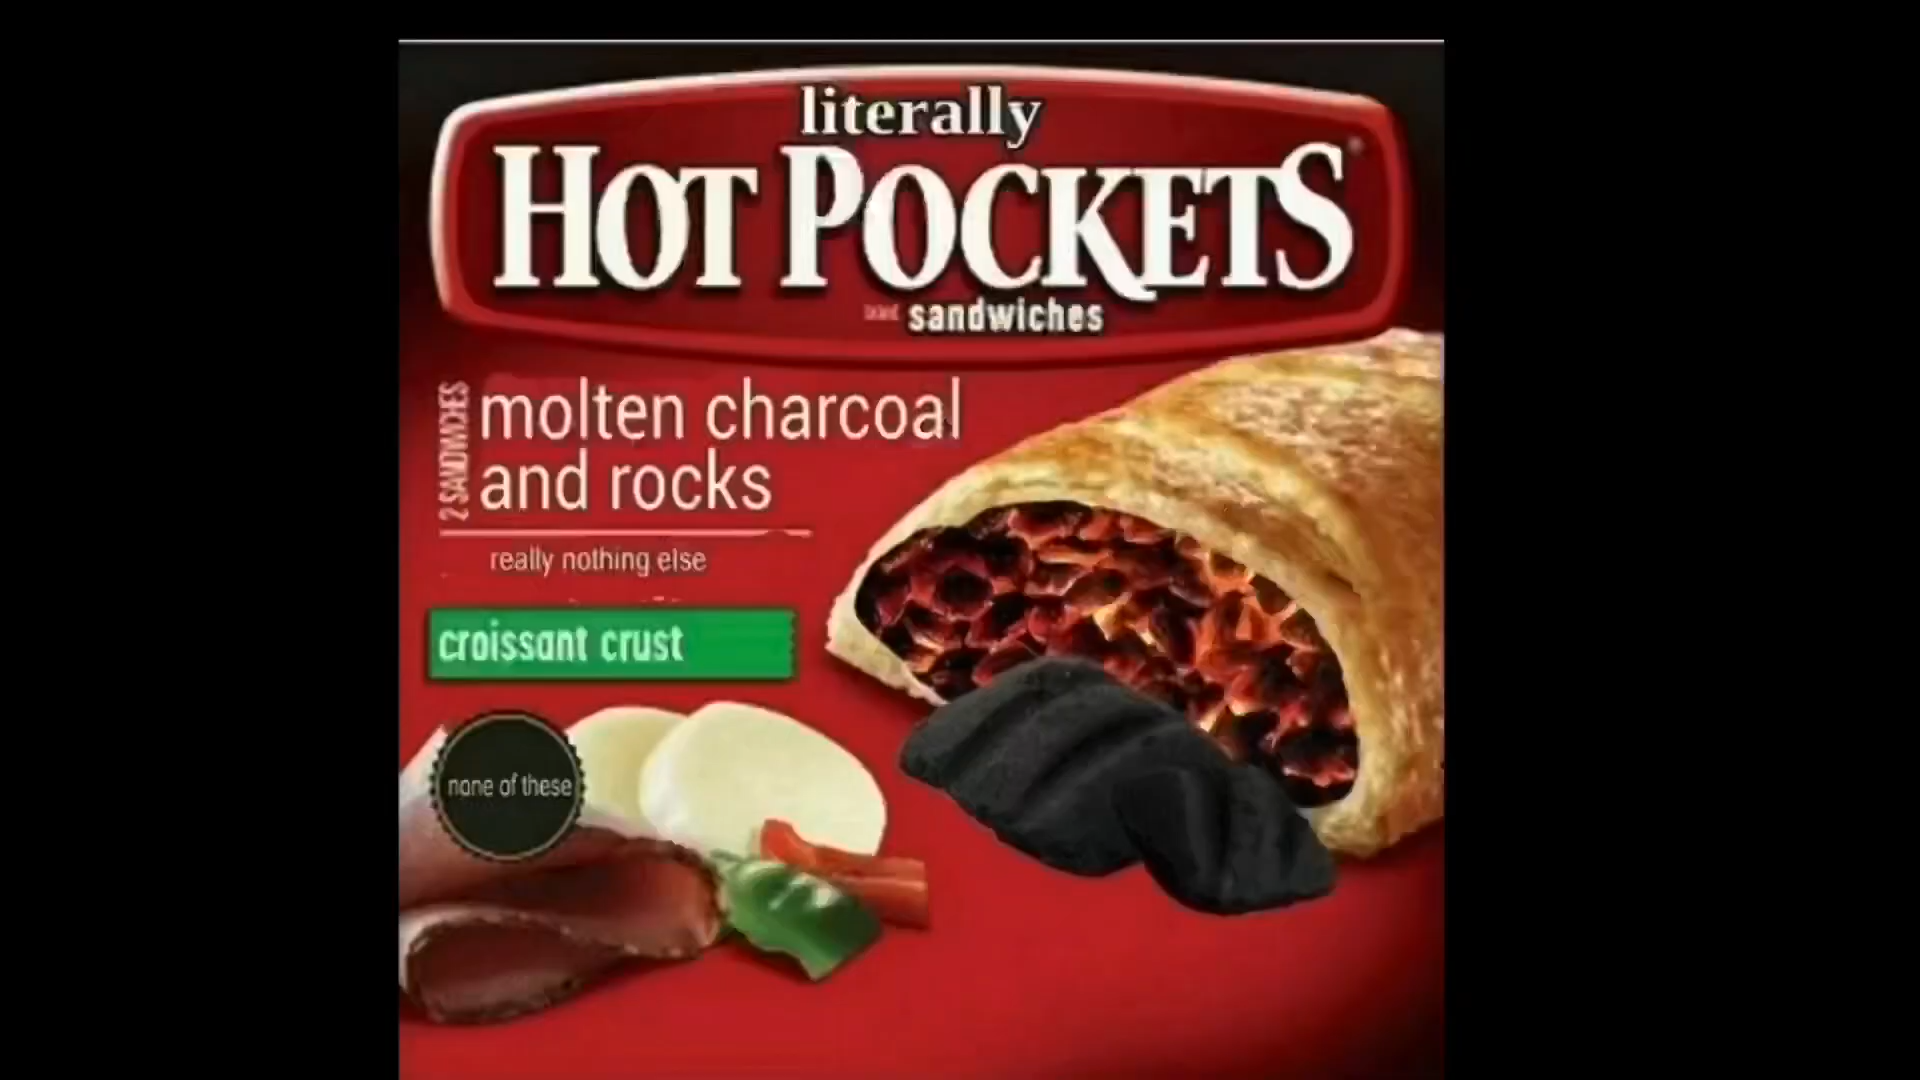 literally
HOT POCKETS
sandwiches
2 SANDWICHES
molten charcoal
and rocks
really nothing else
croissant crust
none of these